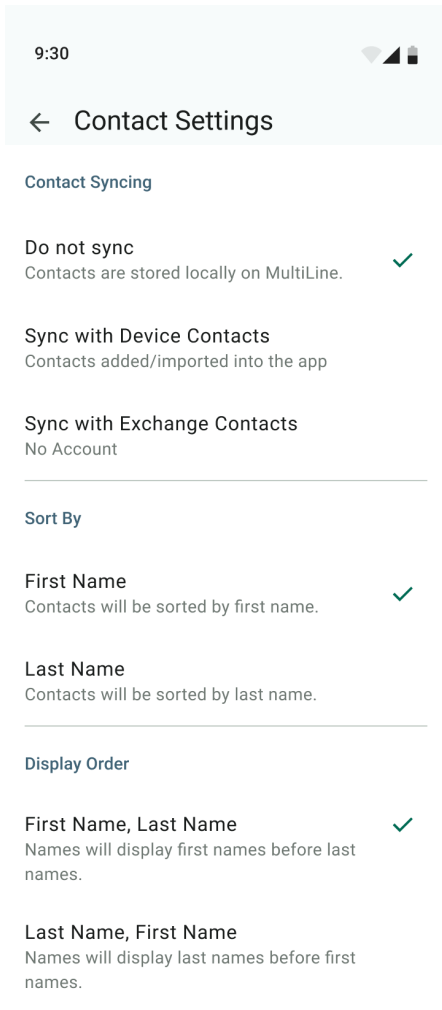 9:30
Contact Settings
Contact Syncing
Do not sync
Contacts are stored locally on MultiLine.
Sync with Device Contacts
Contacts added/imported into the app
Sync with Exchange Contacts
No Account
Sort By
First Name
Contacts will be sorted by first name.
Last Name
Contacts will be sorted by last name.
Display Order
First Name, Last Name
Names will display first names before last
names.
Last Name, First Name
Names will display last names before first
names.